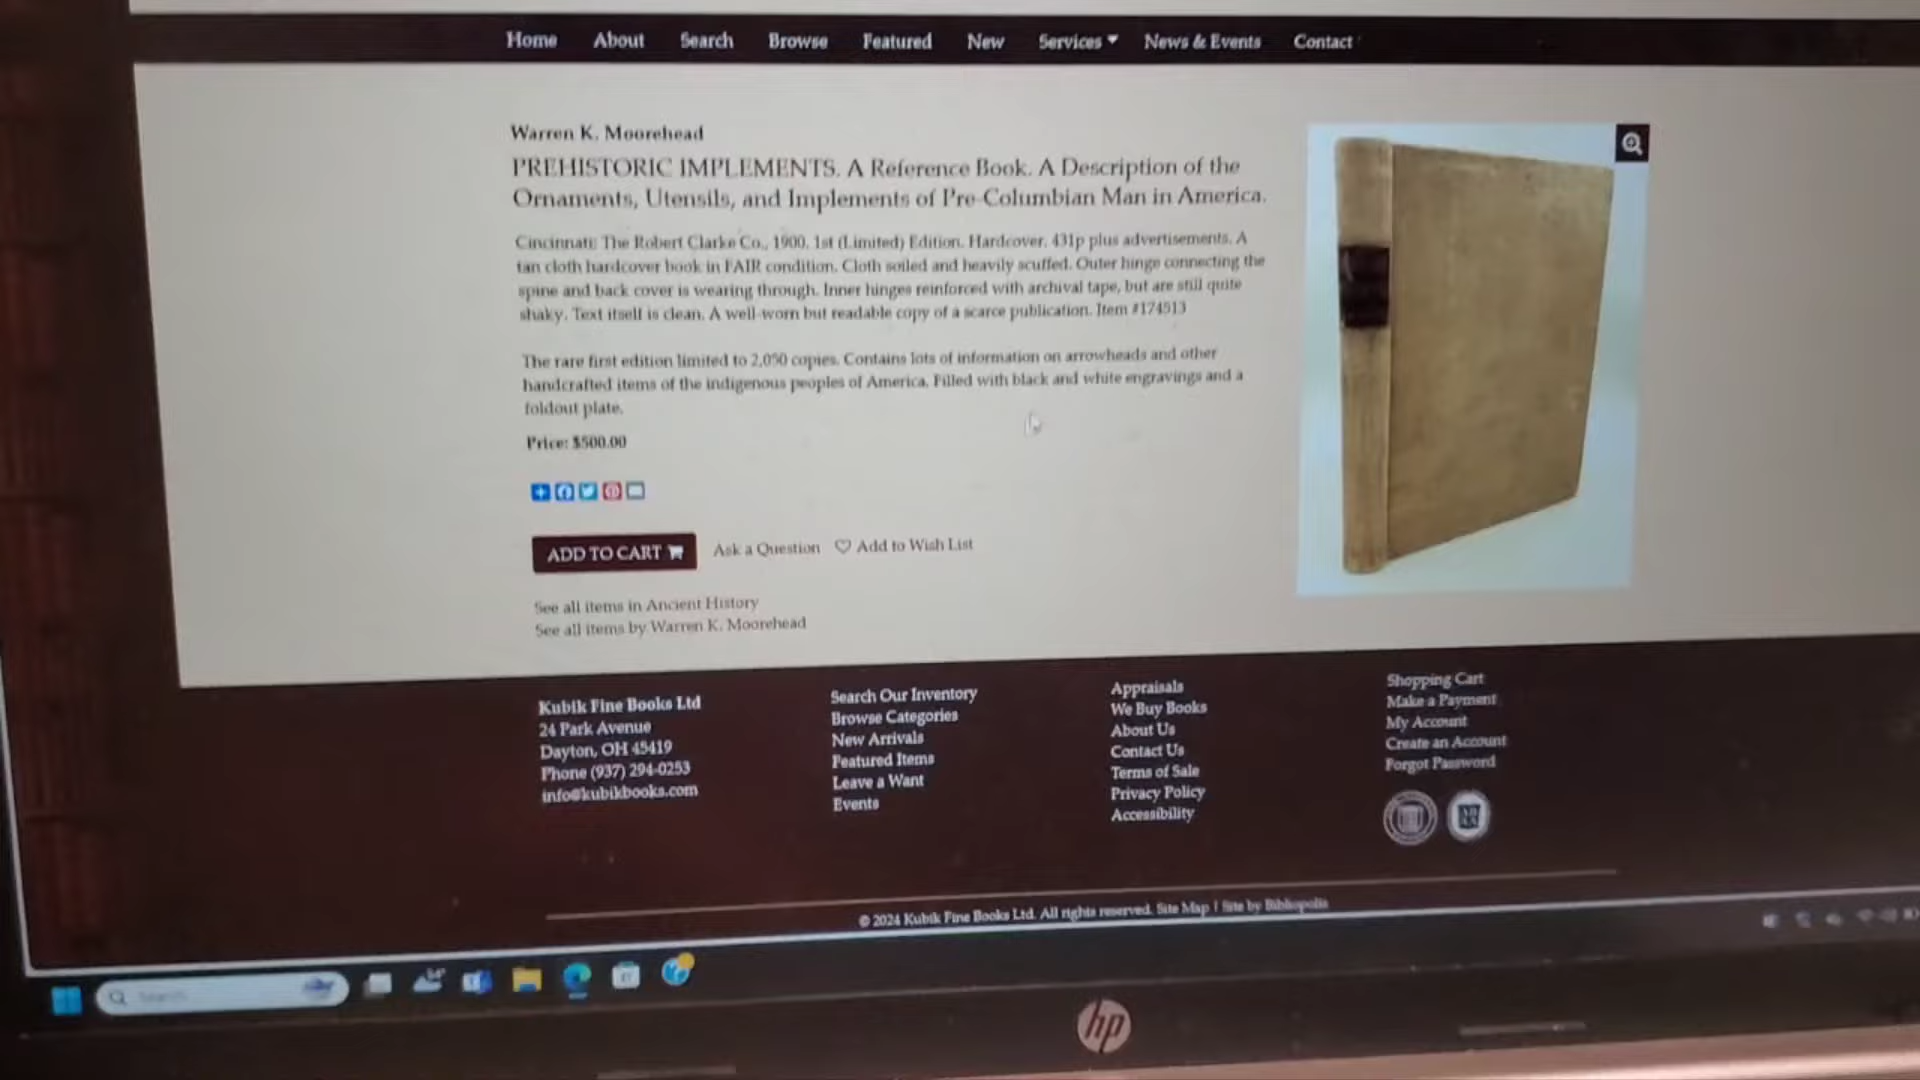 Home About Search Browse Featured New Services News & Events Contact
Warren K. Moorehead
PREHISTORIC IMPLEMENTS. A Reference Book. A Description of the
Ornaments, Utensils, and Implements of Pre-Columbian Man in America.
Cincinnati: The Robert Clarke Co., 1900. 1st (Limited) Edition. Hardcover. 431p plus advertisements. A
tan cloth hardcover book in FAIR condition. Cloth soiled and heavily scuffed. Outer hinge connecting the
spine and back cover is wearing through. Inner hinges reinforced with archival tape, but are still quite
shaky. Text itself is clean. A well-worn but readable copy of a scarce publication. Item #174513
The rare first edition limited to 2,050 copies. Contains lots of information on arrowheads and other
handcrafted items of the indigenous peoples of America. Filled with black and white engravings and a
foldout plate.
Price: $500.00
ADD TO CART Ask a Question Add to Wish List
See all items in Ancient History
See all items by Warren K. Moorehead
Kubik Fine Books Ltd
24 Park Avenue
Dayton, OH 45419
Phone (937) 294-0253
info@kubikbooks.com
Search Our Inventory
Browse Categories
New Arrivals
Featured Items
Leave a Want
Events
Appraisals
We Buy Books
About Us
Contact Us
Terms of Sale
Privacy Policy
Accessibility
Shopping Cart
Make a Payment
My Account
Create an Account
Forgot Password
© 2024 Kubik Fine Books Ltd. All rights reserved. Site Map | Site by Bibliopolis
Search
hp